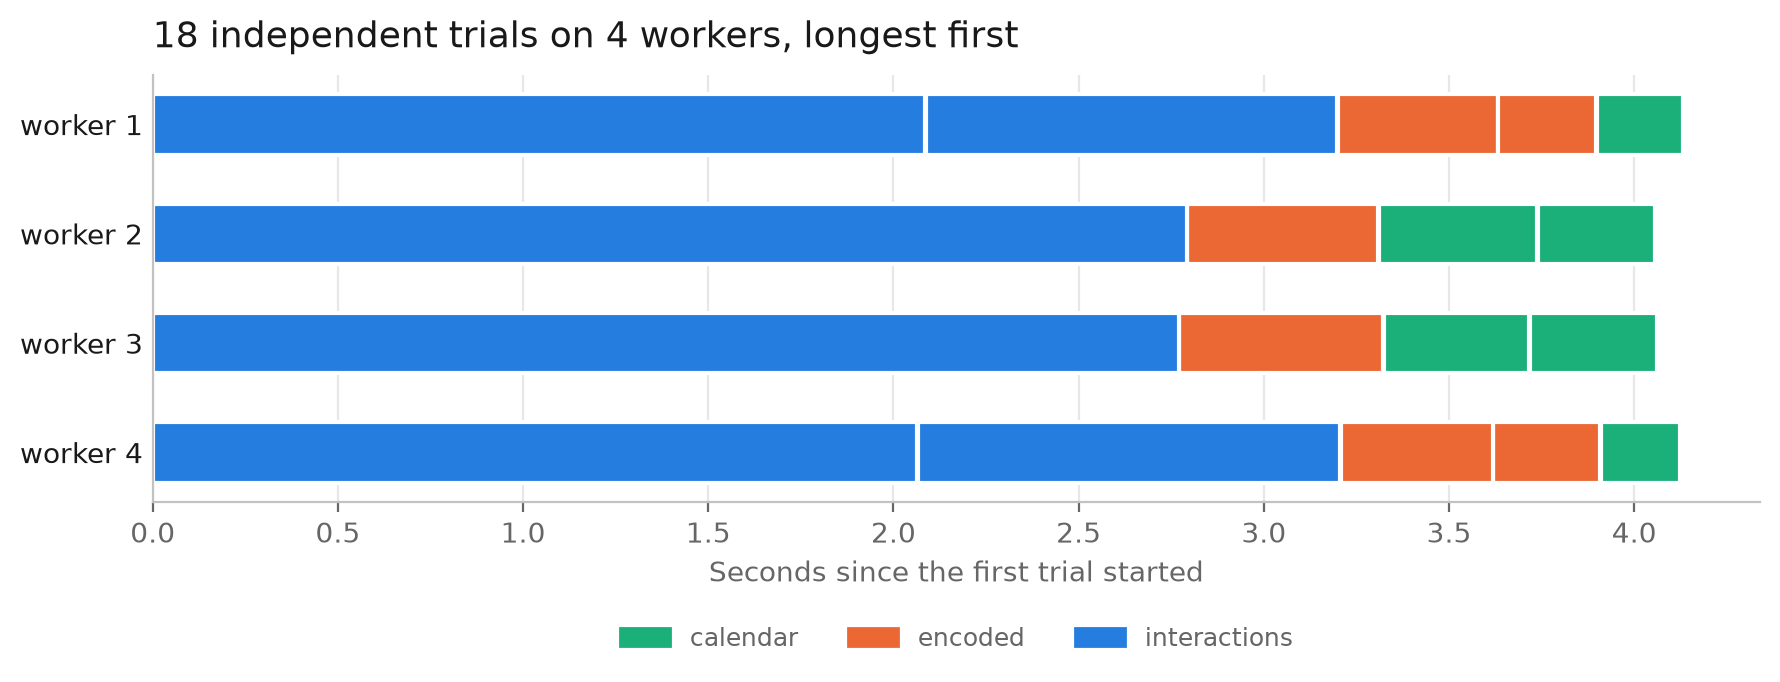 18 independent trials on 4 workers, longest first
worker 1
worker 2
worker 3
worker 4
0.0 0.5 1.0 1.5 2.0 2.5 3.0 3.5 4.0
Seconds since the first trial started
calendar encoded interactions